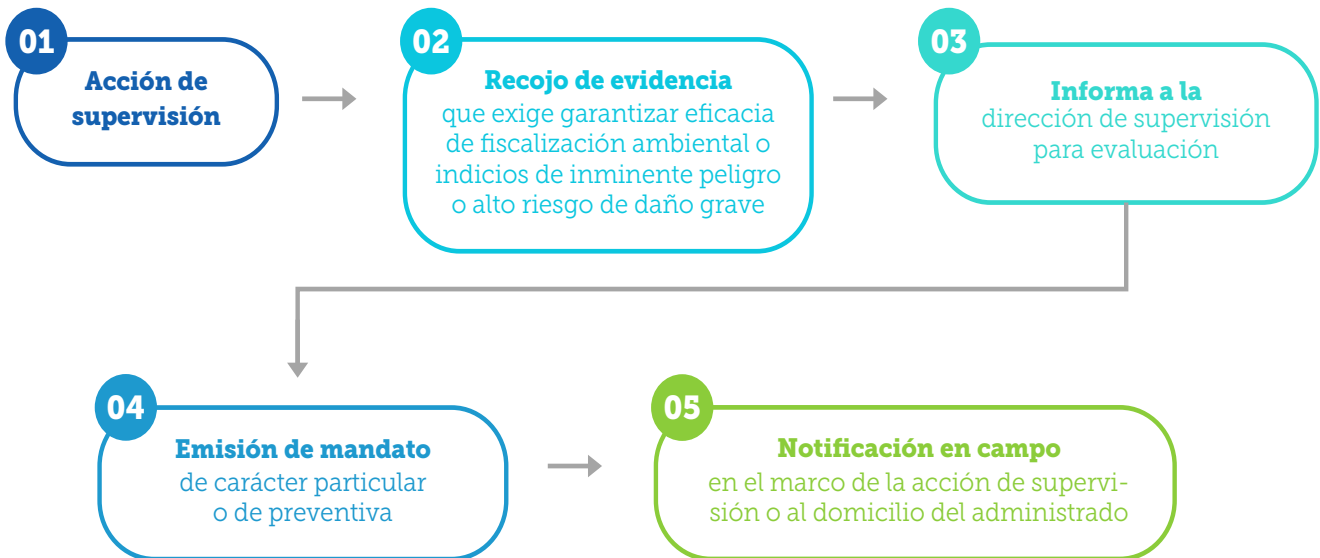 01
Acción de
supervisión
02
Recojo de evidencia
que exige garantizar eficacia
de fiscalización ambiental o
indicios de inminente peligro
o alto riesgo de daño grave
03
Informa a la
dirección de supervisión
para evaluación
04
Emisión de mandato
de carácter particular
o de preventiva
05
Notificación en campo
en el marco de la acción de supervi-
sión o al domicilio del administrado